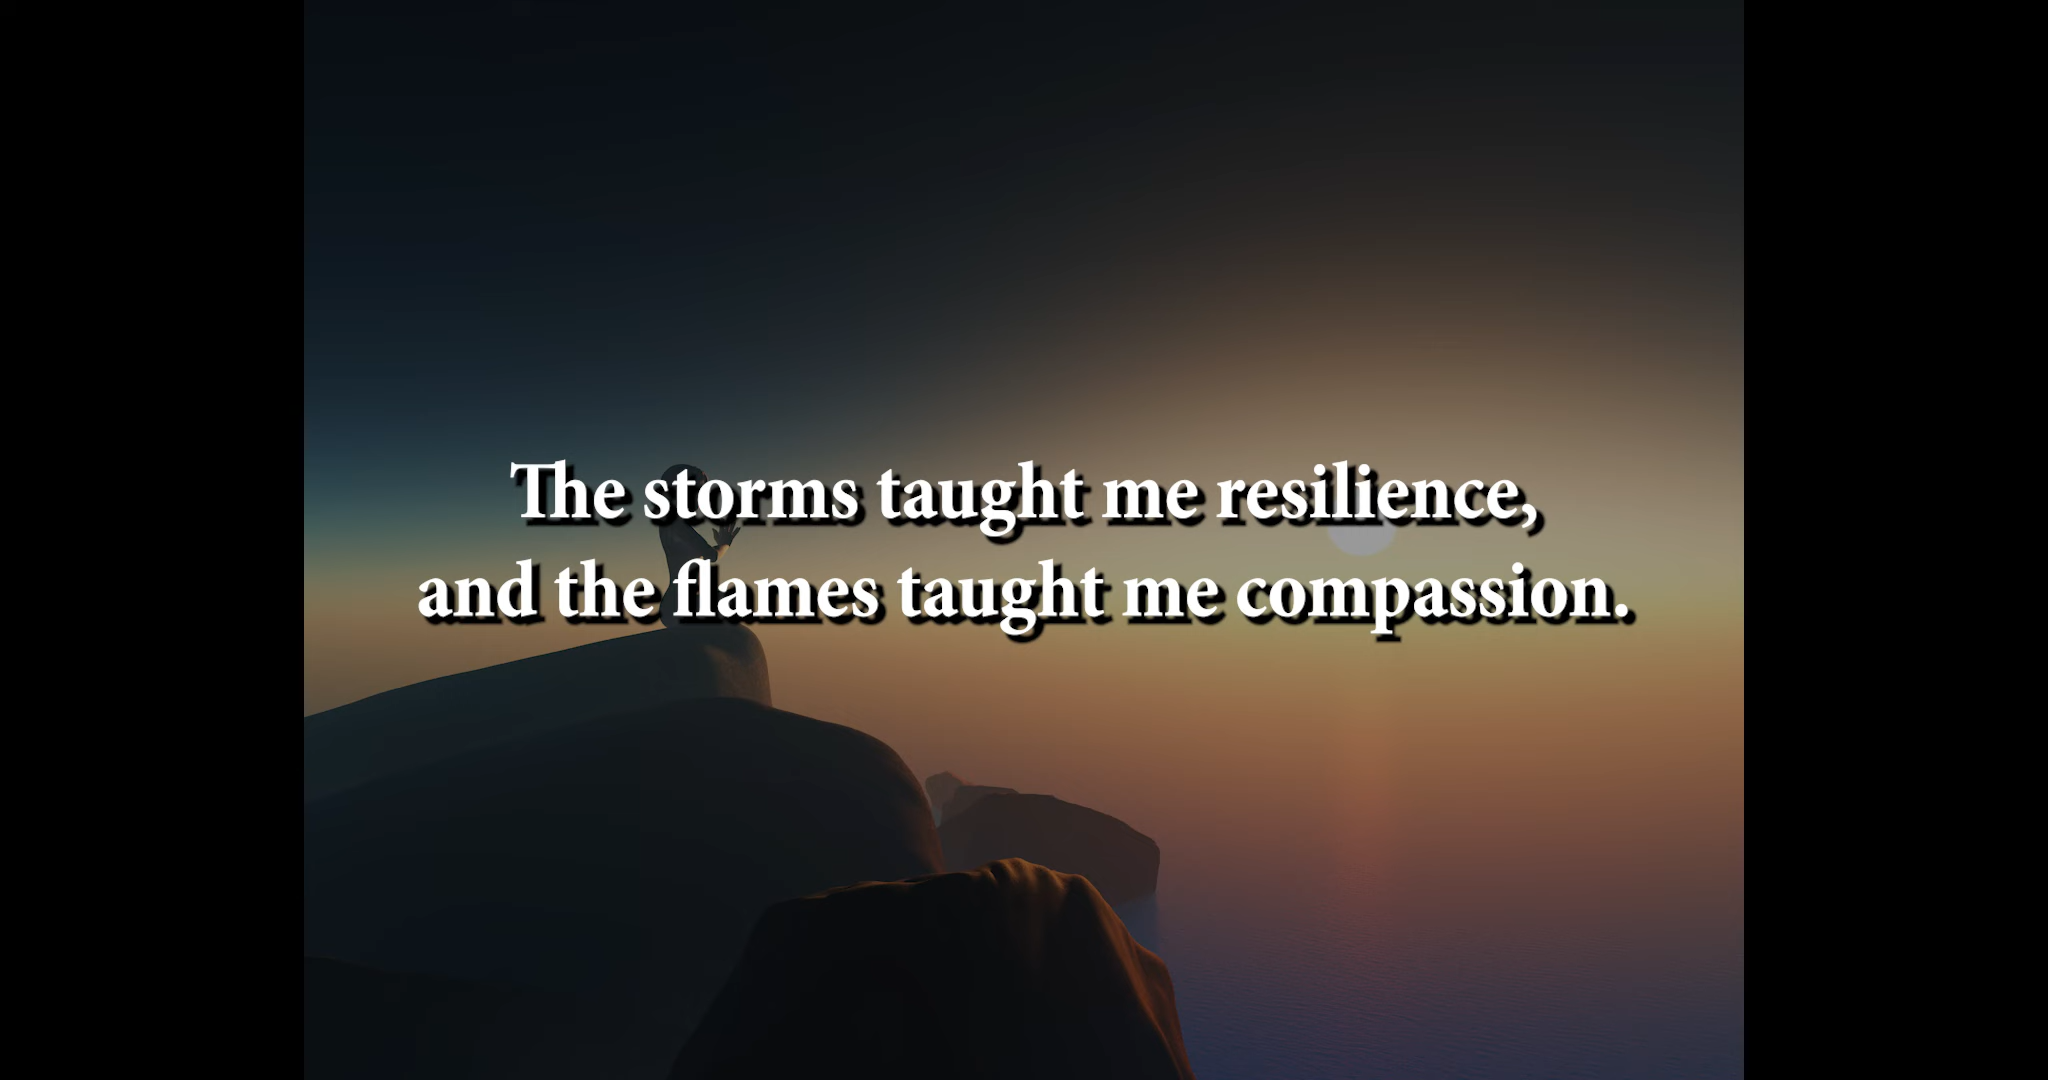 The storms taught me resilience,
and the flames taught me compassion.